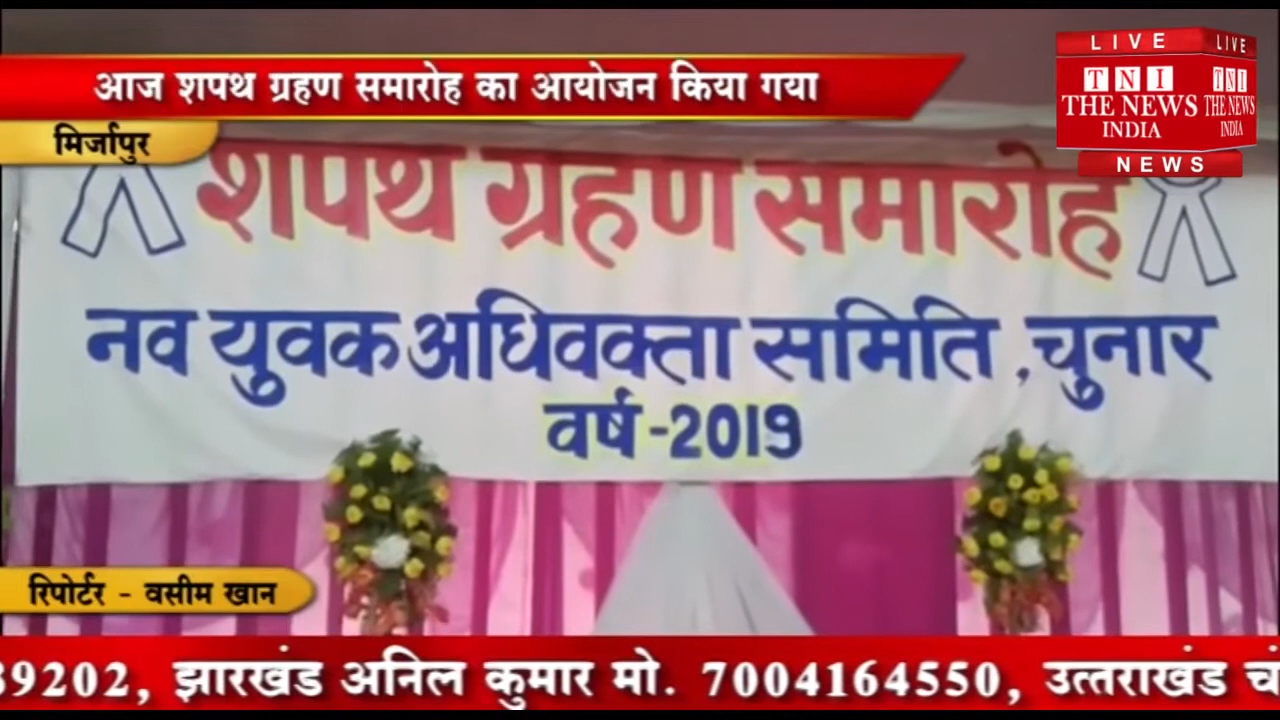 आज शपथ ग्रहण समारोह का आयोजन किया गया
LIVE LIVE
TNI TNI
THE NEWS THE NEWS
INDIA INDIA
NEWS
मिर्जापुर
शपथ ग्रहण समारोह
नव युवक अधिवक्ता समिति , चुनार
वर्ष - 2019
रिपोर्टर - वसीम खान
39202, झारखंड अनिल कुमार मो. 7004164550, उत्तराखंड चं